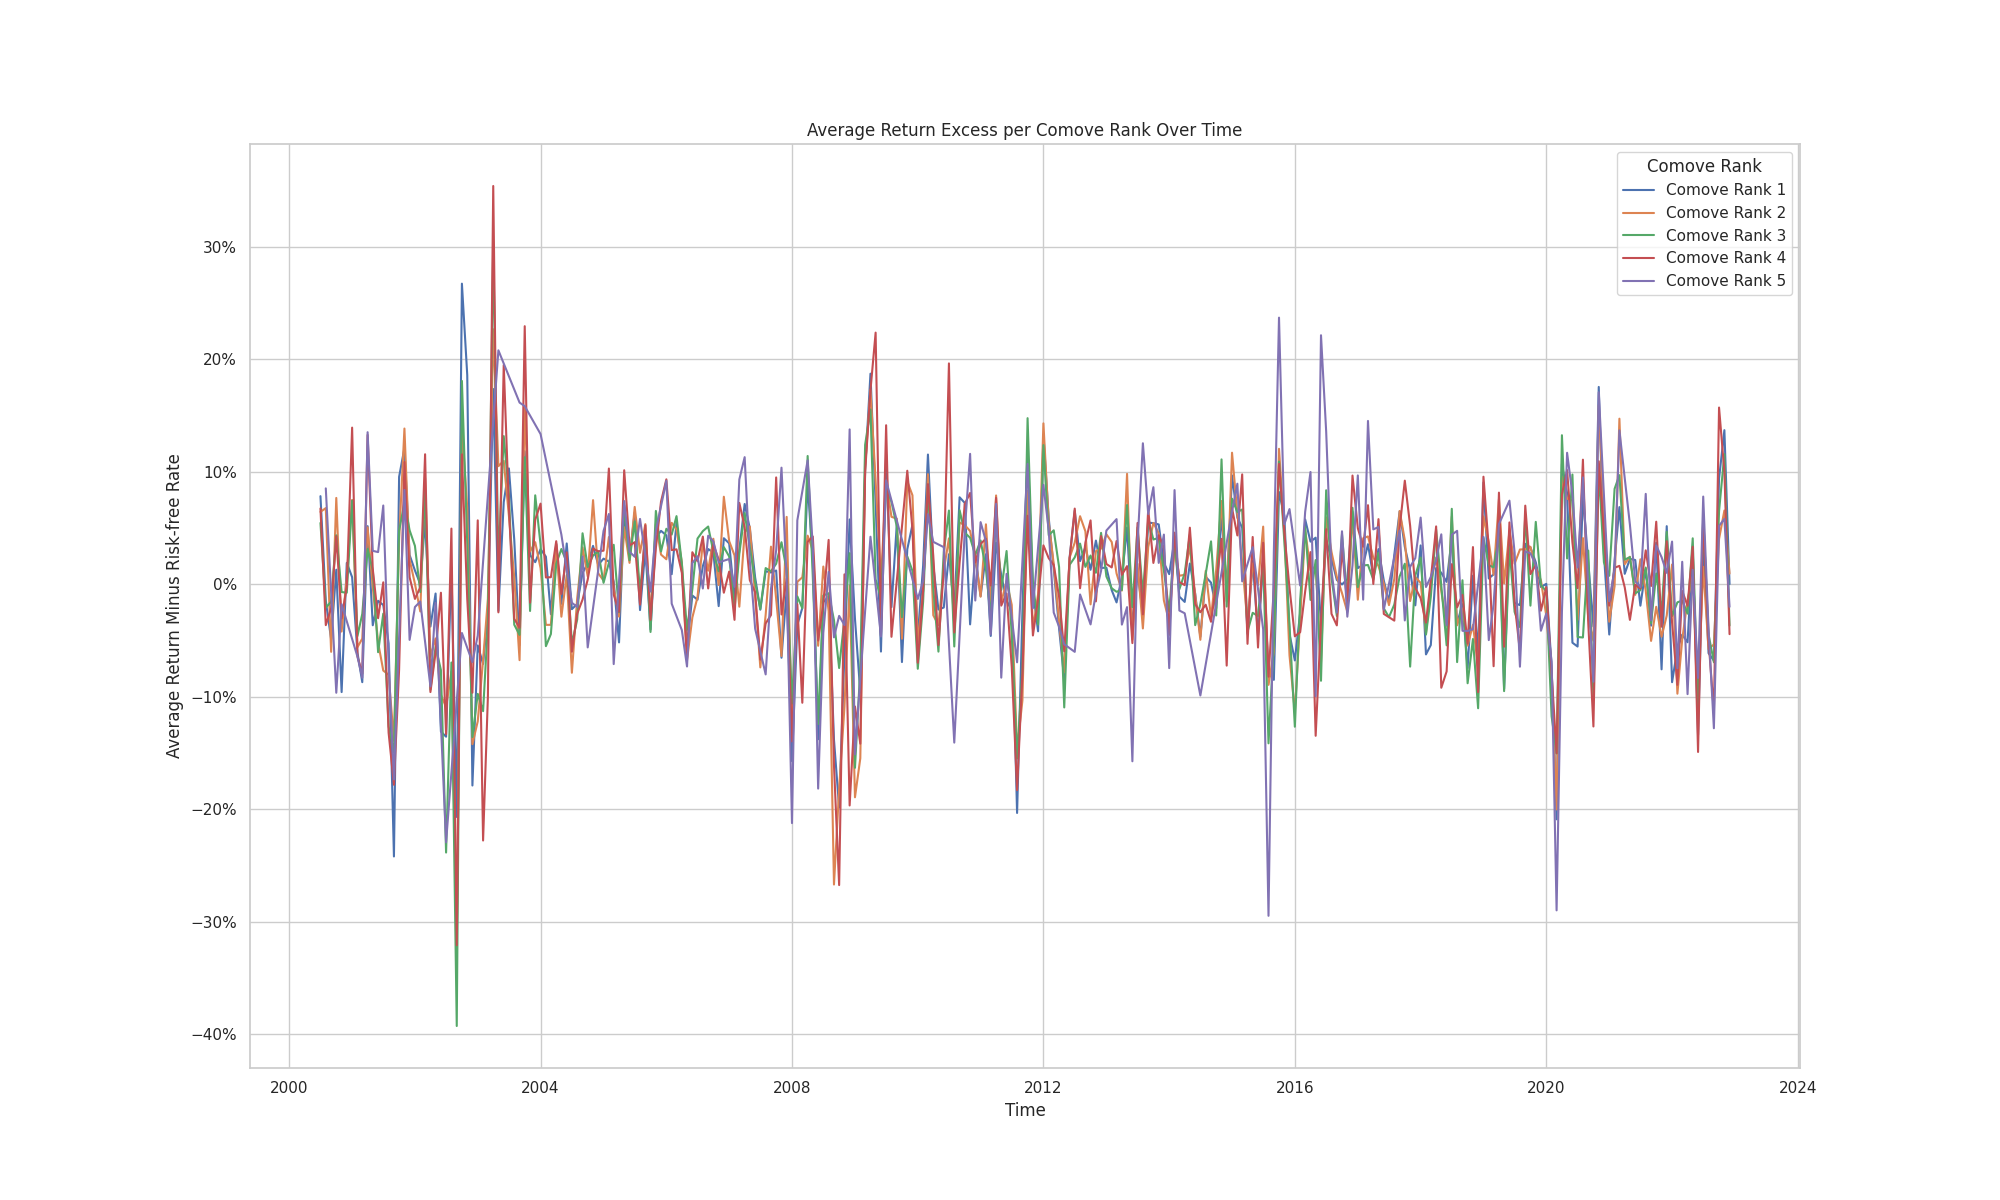 Average Return Excess per Comove Rank Over Time
Comove Rank
Comove Rank 1
Comove Rank 2
Comove Rank 3
Comove Rank 4
Comove Rank 5
Average Return Minus Risk-free Rate
30%
20%
10%
0%
−10%
−20%
−30%
−40%
2000 2004 2008 2012 2016 2020 2024
Time